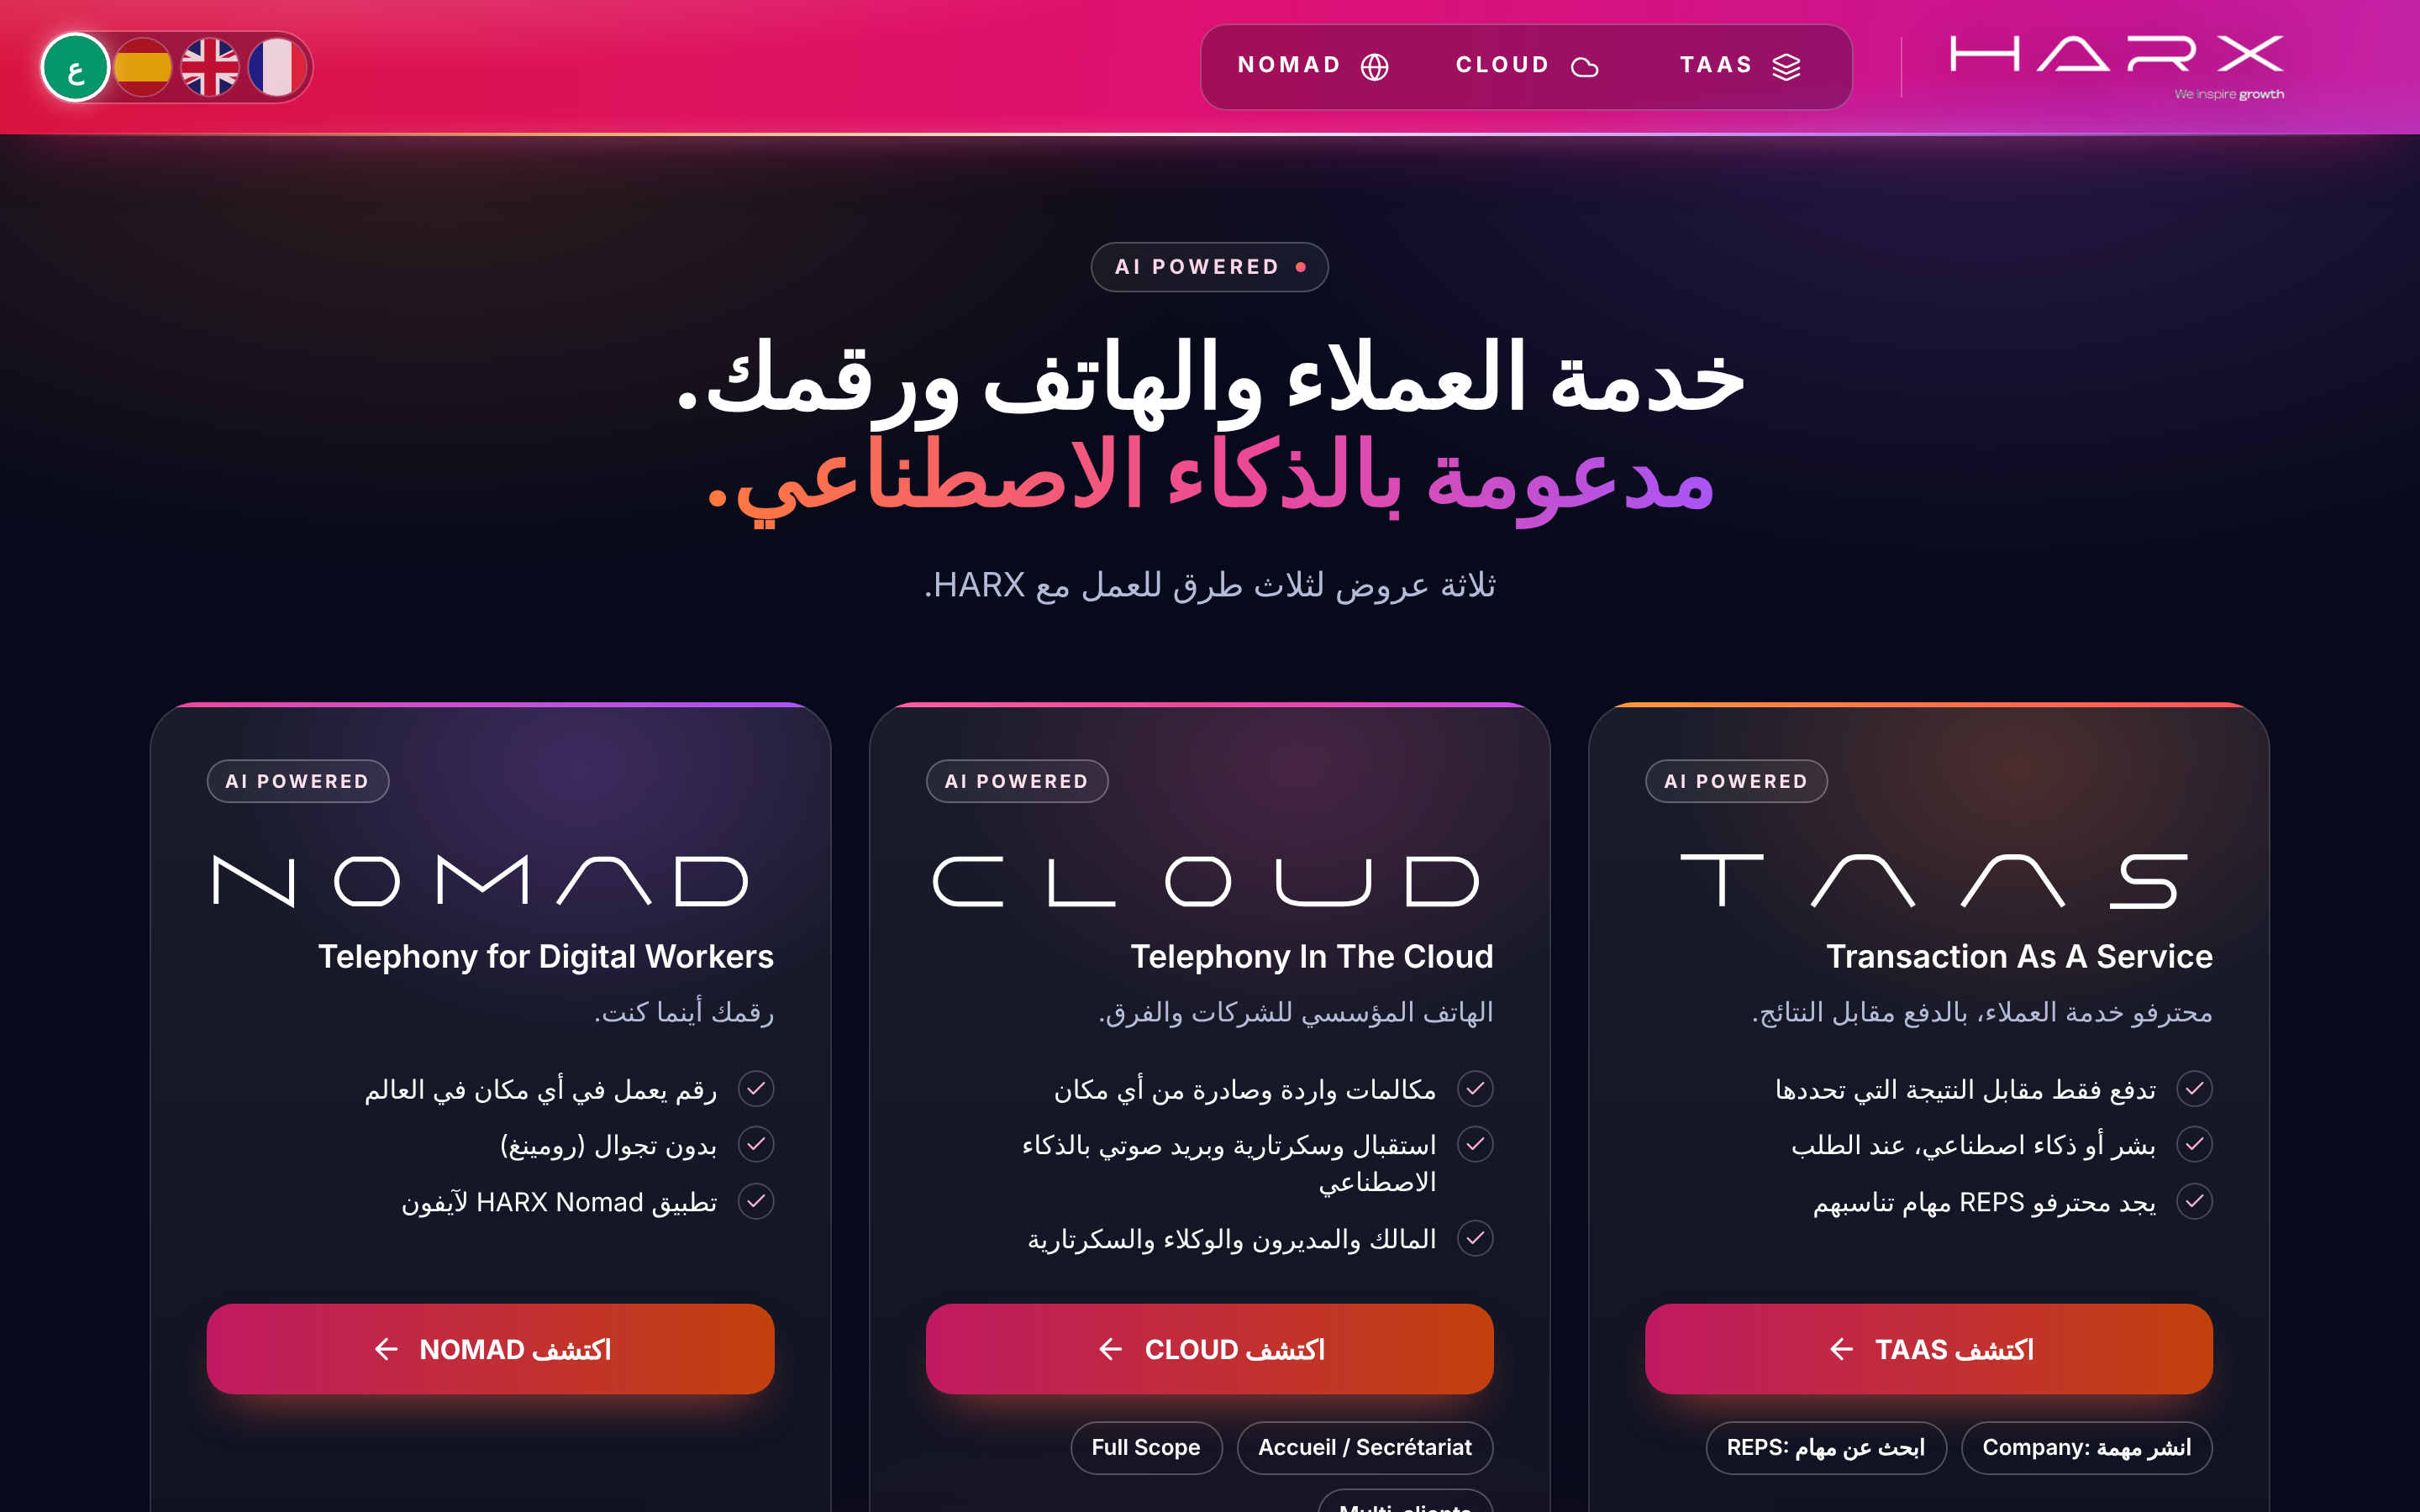 HARX
We inspire growth
TAAS
CLOUD
NOMAD
ع
AI POWERED
خدمة العملاء والهاتف ورقمك.
مدعومة بالذكاء الاصطناعي.
ثلاثة عروض لثلاث طرق للعمل مع HARX.
AI POWERED
TAAS
Transaction As A Service
محترفو خدمة العملاء، بالدفع مقابل النتائج.
تدفع فقط مقابل النتيجة التي تحددها
بشر أو ذكاء اصطناعي، عند الطلب
يجد محترفو REPS مهام تناسبهم
اكتشف TAAS
Company: انشر مهمة
REPS: ابحث عن مهام
AI POWERED
CLOUD
Telephony In The Cloud
الهاتف المؤسسي للشركات والفرق.
مكالمات واردة وصادرة من أي مكان
استقبال وسكرتارية وبريد صوتي بالذكاء
الاصطناعي
المالك والمديرون والوكلاء والسكرتارية
اكتشف CLOUD
Accueil / Secrétariat
Full Scope
AI POWERED
NOMAD
Telephony for Digital Workers
رقمك أينما كنت.
رقم يعمل في أي مكان في العالم
بدون تجوال (رومينغ)
تطبيق HARX Nomad لآيفون
اكتشف NOMAD